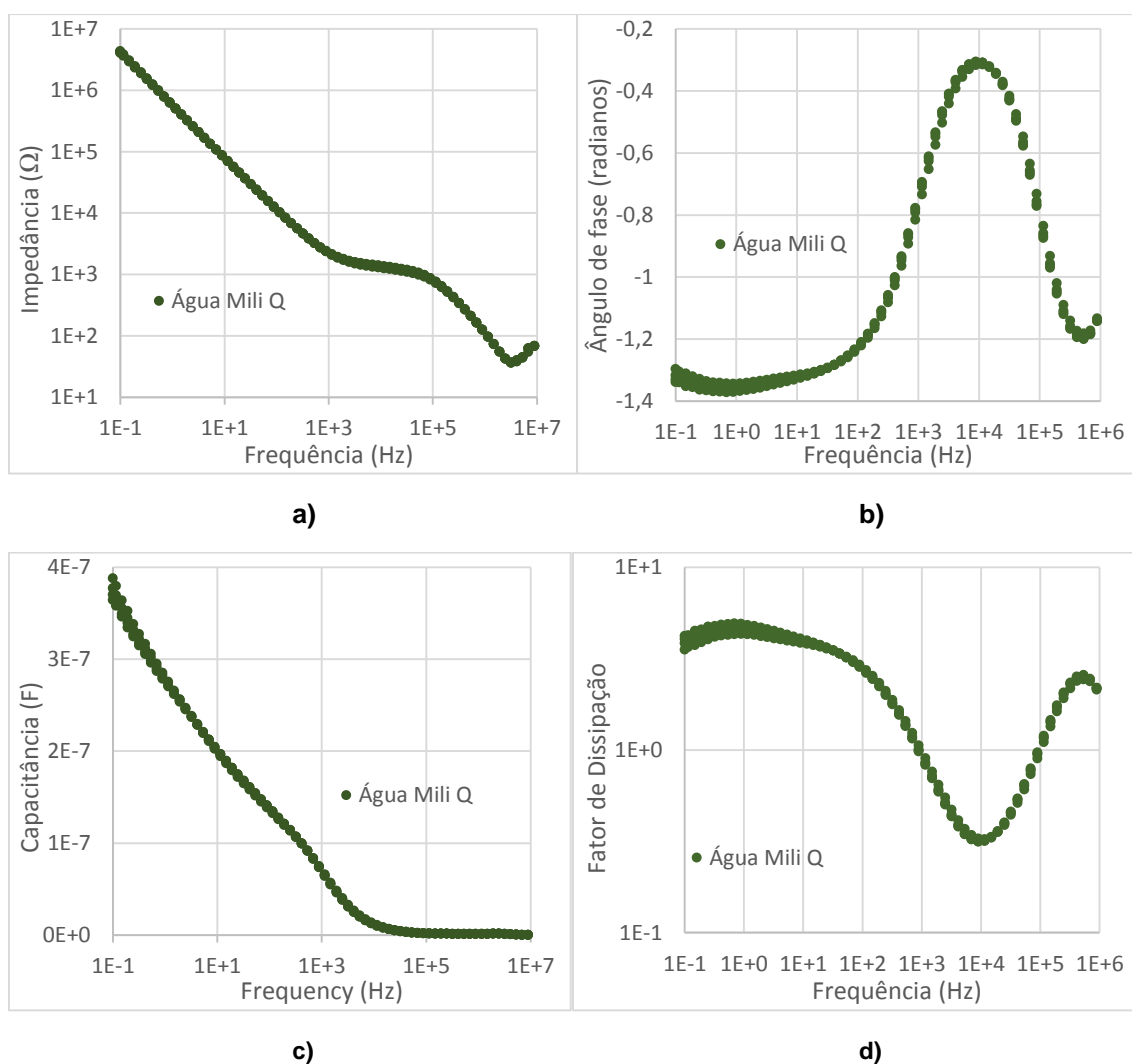 1E+7
1E+6
1E+5
1E+4
1E+3
1E+2
1E+1
Impedância (Ω)
Água Mili Q
1E-1 1E+1 1E+3 1E+5 1E+7
Frequência (Hz)
a)
-0,2
-0,4
-0,6
-0,8
-1
-1,2
-1,4
Ângulo de fase (radianos)
Água Mili Q
1E-1 1E+0 1E+1 1E+2 1E+3 1E+4 1E+5 1E+6
Frequência (Hz)
b)
4E-7
3E-7
2E-7
1E-7
0E+0
Capacitância (F)
Água Mili Q
1E-1 1E+1 1E+3 1E+5 1E+7
Frequency (Hz)
c)
1E+1
1E+0
1E-1
Fator de Dissipação
Água Mili Q
1E-1 1E+0 1E+1 1E+2 1E+3 1E+4 1E+5 1E+6
Frequência (Hz)
d)